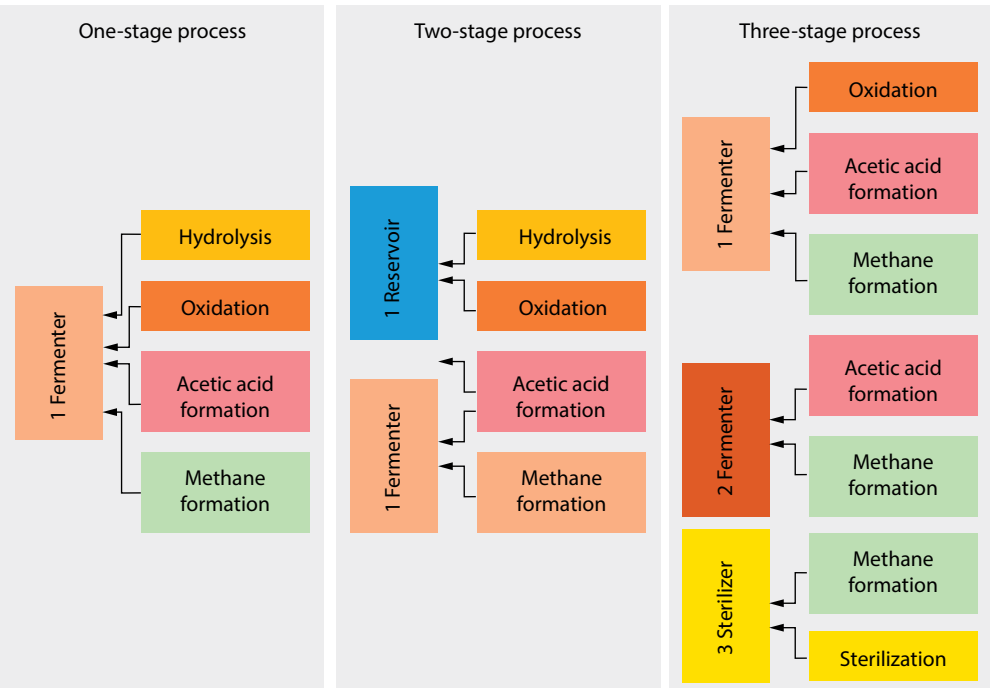 One-stage process
Hydrolysis
Oxidation
1 Fermenter
Acetic acid
formation
Methane
formation
Two-stage process
1 Reservoir
Hydrolysis
Oxidation
1 Fermenter
Acetic acid
formation
Methane
formation
Three-stage process
1 Fermenter
Oxidation
Acetic acid
formation
Methane
formation
2 Fermenter
Acetic acid
formation
Methane
formation
3 Sterilizer
Methane
formation
Sterilization